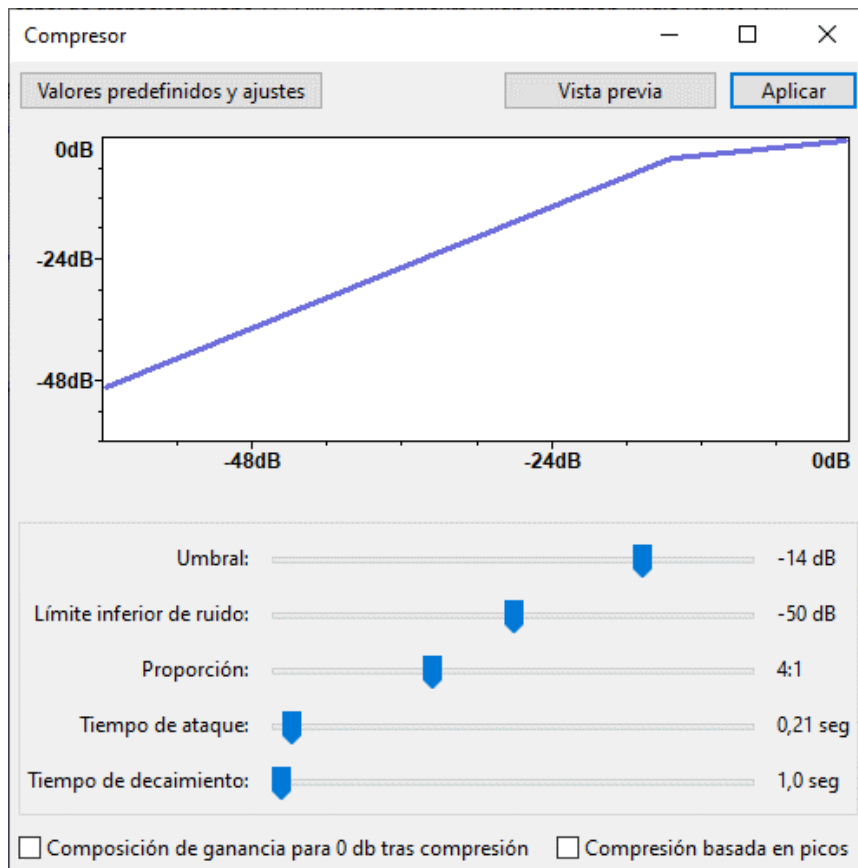 Compresor
Valores predefinidos y ajustes Vista previa Aplicar
0dB
-24dB
-48dB
-48dB -24dB 0dB
Umbral: -14 dB
Límite inferior de ruido: -50 dB
Proporción: 4:1
Tiempo de ataque: 0,21 seg
Tiempo de decaimiento: 1,0 seg
Composición de ganancia para 0 db tras compresión Compresión basada en picos